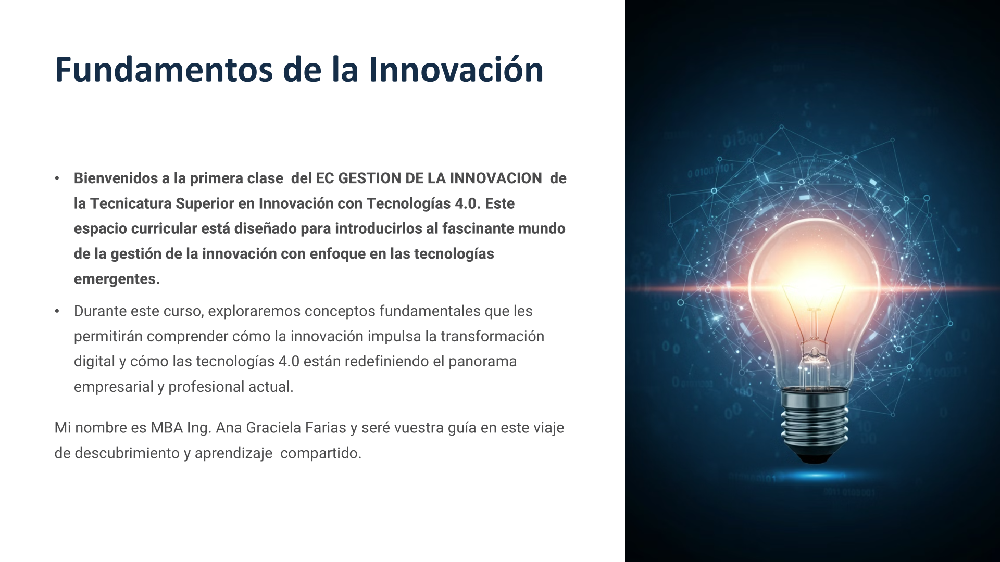 Fundamentos de la Innovación
• Bienvenidos a la primera clase  del EC GESTION DE LA INNOVACION  de
la Tecnicatura Superior en Innovación con Tecnologías 4.0. Este
espacio curricular está diseñado para introducirlos al fascinante mundo
de la gestión de la innovación con enfoque en las tecnologías
emergentes.
• Durante este curso, exploraremos conceptos fundamentales que les
permitirán comprender cómo la innovación impulsa la transformación
digital y cómo las tecnologías 4.0 están redefiniendo el panorama
empresarial y profesional actual.
Mi nombre es MBA Ing. Ana Graciela Farias y seré vuestra guía en este viaje
de descubrimiento y aprendizaje  compartido.